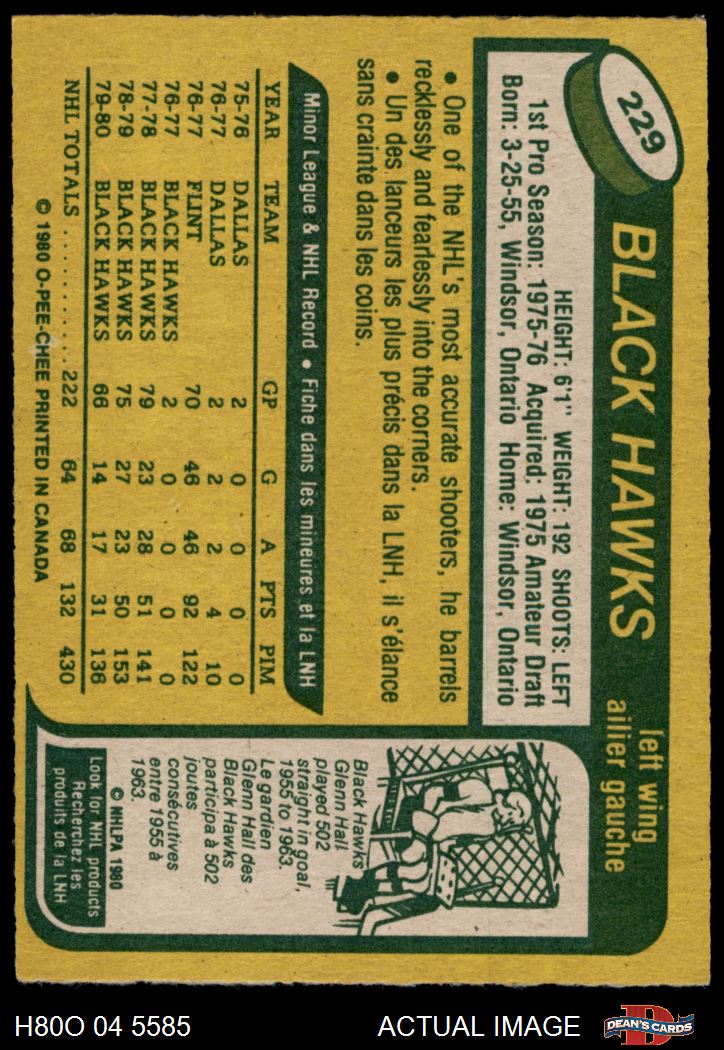 229
BLACK HAWKS
left wing
ailier gauche
HEIGHT: 6'1" WEIGHT: 192 SHOOTS: LEFT
1st Pro Season: 1975-76 Acquired: 1975 Amateur Draft
Born: 3-25-55, Windsor, Ontario Home: Windsor, Ontario
• One of the NHL's most accurate shooters, he barrels
recklessly and fearlessly into the corners.
• Un des lanceurs les plus précis dans la LNH, il s'élance
sans crainte dans les coins.
Minor League & NHL Record • Fiche dans les mineures et la LNH
YEAR TEAM GP G A PTS PIM
75-76 DALLAS 2 0 0 0 0
76-77 DALLAS 2 2 2 4 10
76-77 FLINT 70 46 46 92 122
76-77 BLACK HAWKS 2 0 0 0 0
77-78 BLACK HAWKS 79 23 28 51 141
78-79 BLACK HAWKS 75 27 23 50 153
79-80 BLACK HAWKS 66 14 17 31 136
NHL TOTALS .......... 222 64 68 132 430
© 1980 O-PEE-CHEE PRINTED IN CANADA
Black Hawks
Glenn Hall
played 502
straight in goal,
1955 to 1963.
Le gardien
Glenn Hall des
Black Hawks
participa à 502
joutes
consécutives
entre 1955 à
1963.
© NHLPA 1980
Look for NHL products
Recherchez les
produits de la LNH
H80O 04 5585
ACTUAL IMAGE
D
DEAN'S CARDS